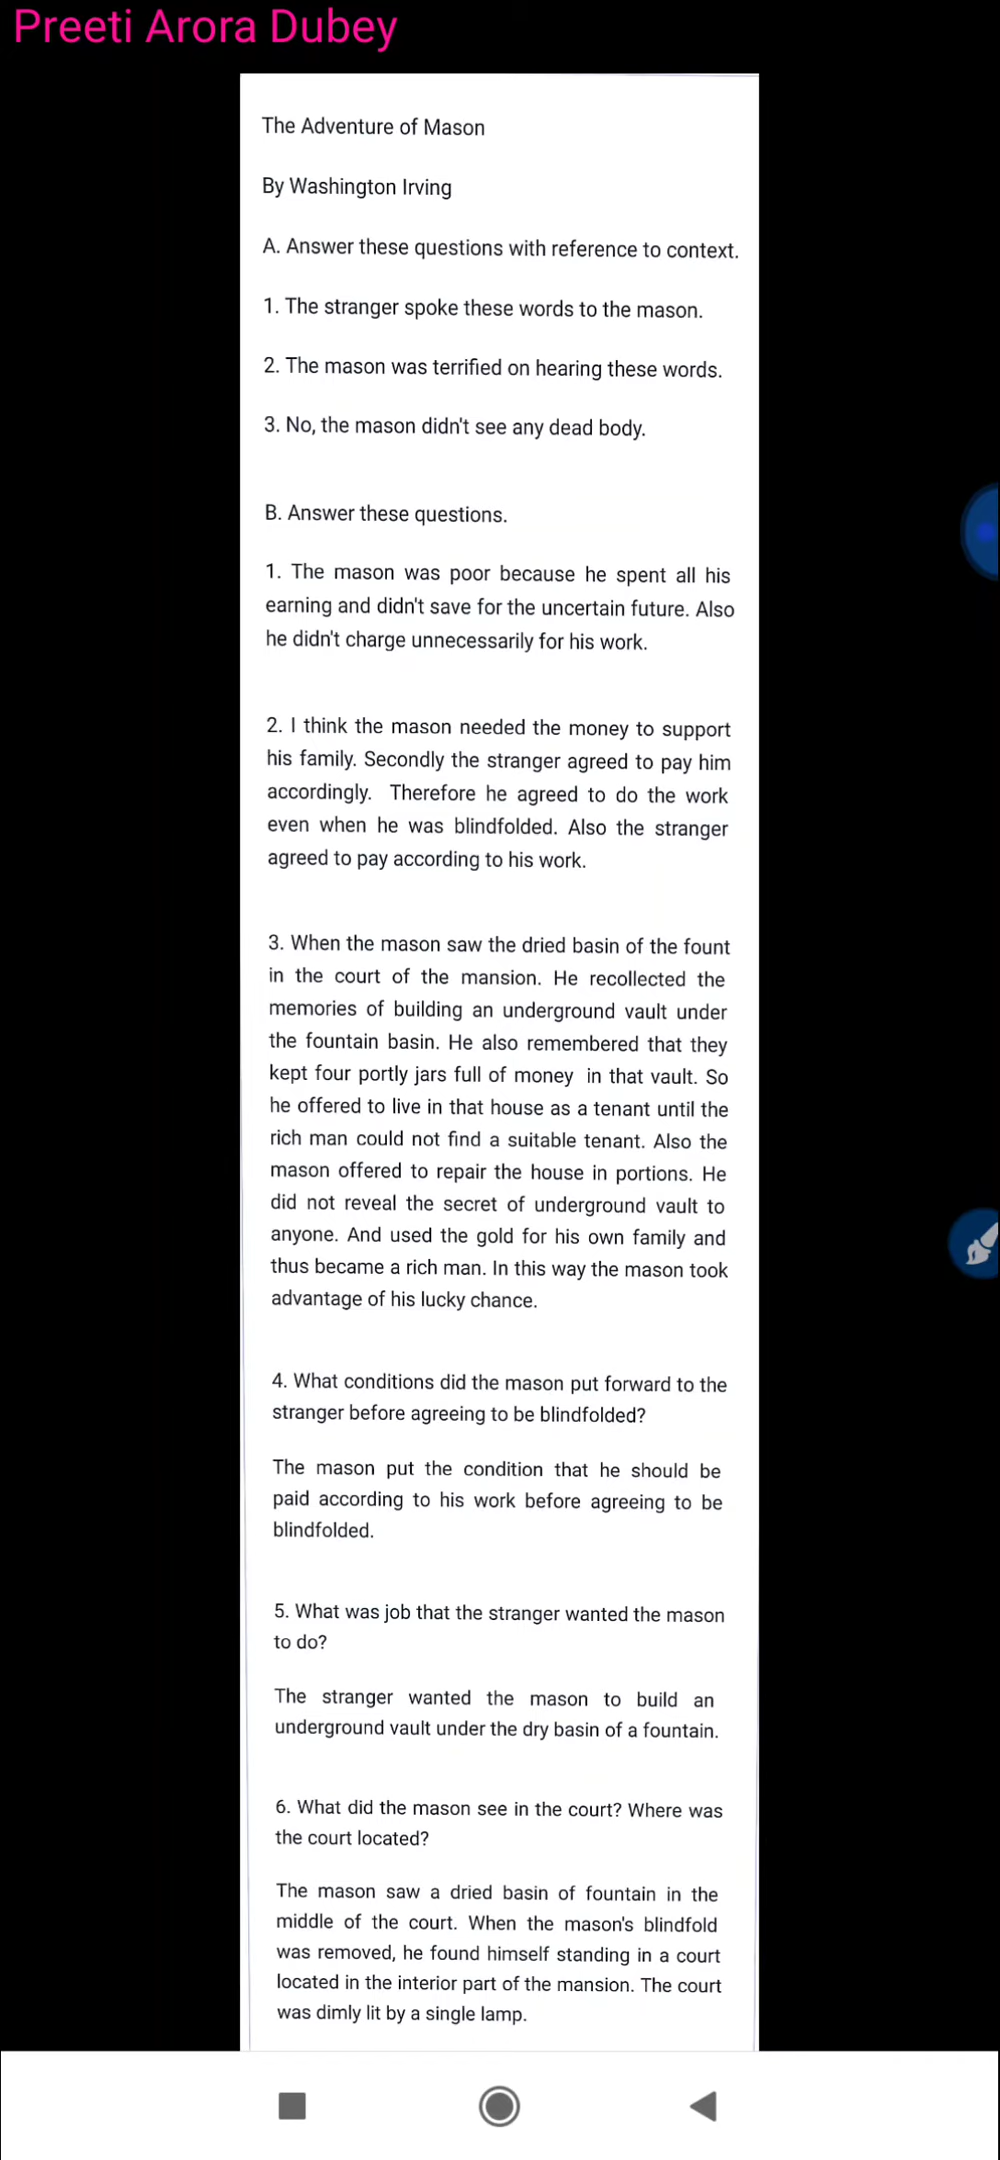 Preeti Arora Dubey
The Adventure of Mason
By Washington Irving
A. Answer these questions with reference to context.
1. The stranger spoke these words to the mason.
2. The mason was terrified on hearing these words.
3. No, the mason didn't see any dead body.
B. Answer these questions.
1. The mason was poor because he spent all his
earning and didn't save for the uncertain future. Also
he didn't charge unnecessarily for his work.
2. I think the mason needed the money to support
his family. Secondly the stranger agreed to pay him
accordingly. Therefore he agreed to do the work
even when he was blindfolded. Also the stranger
agreed to pay according to his work.
3. When the mason saw the dried basin of the fount
in the court of the mansion. He recollected the
memories of building an underground vault under
the fountain basin. He also remembered that they
kept four portly jars full of money in that vault. So
he offered to live in that house as a tenant until the
rich man could not find a suitable tenant. Also the
mason offered to repair the house in portions. He
did not reveal the secret of underground vault to
anyone. And used the gold for his own family and
thus became a rich man. In this way the mason took
advantage of his lucky chance.
4. What conditions did the mason put forward to the
stranger before agreeing to be blindfolded?
The mason put the condition that he should be
paid according to his work before agreeing to be
blindfolded.
5. What was job that the stranger wanted the mason
to do?
The stranger wanted the mason to build an
underground vault under the dry basin of a fountain.
6. What did the mason see in the court? Where was
the court located?
The mason saw a dried basin of fountain in the
middle of the court. When the mason's blindfold
was removed, he found himself standing in a court
located in the interior part of the mansion. The court
was dimly lit by a single lamp.